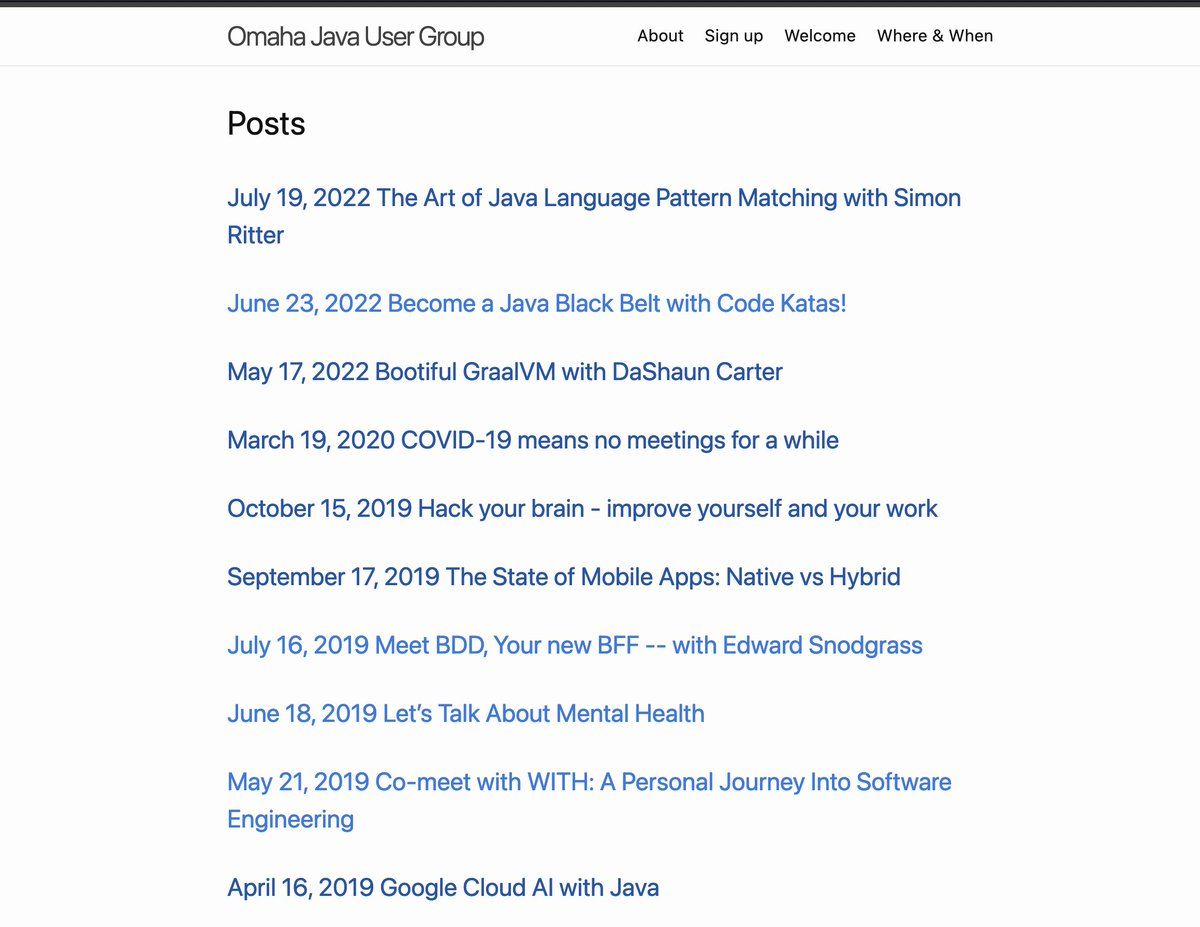 Omaha Java User Group
About Sign up Welcome Where & When
Posts
July 19, 2022 The Art of Java Language Pattern Matching with Simon
Ritter
June 23, 2022 Become a Java Black Belt with Code Katas!
May 17, 2022 Bootiful GraalVM with DaShaun Carter
March 19, 2020 COVID-19 means no meetings for a while
October 15, 2019 Hack your brain - improve yourself and your work
September 17, 2019 The State of Mobile Apps: Native vs Hybrid
July 16, 2019 Meet BDD, Your new BFF -- with Edward Snodgrass
June 18, 2019 Let’s Talk About Mental Health
May 21, 2019 Co-meet with WITH: A Personal Journey Into Software
Engineering
April 16, 2019 Google Cloud AI with Java